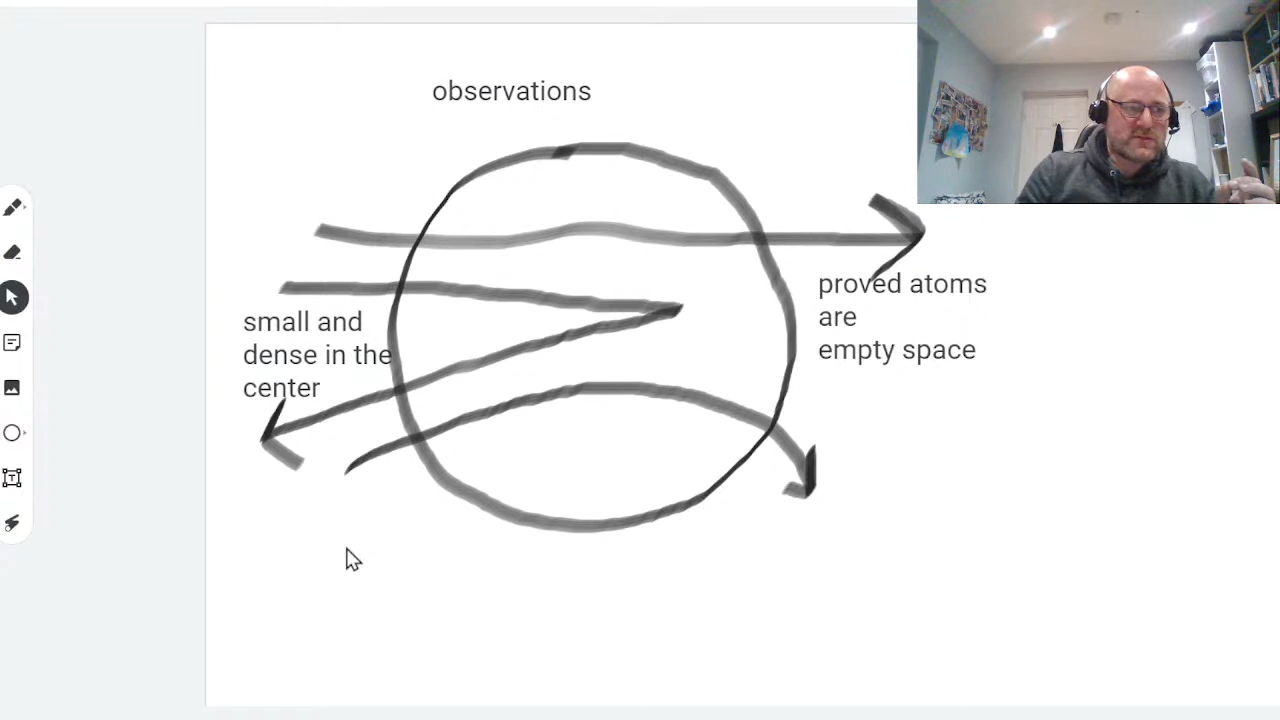 observations
small and
dense in the
center
proved atoms
are
empty space